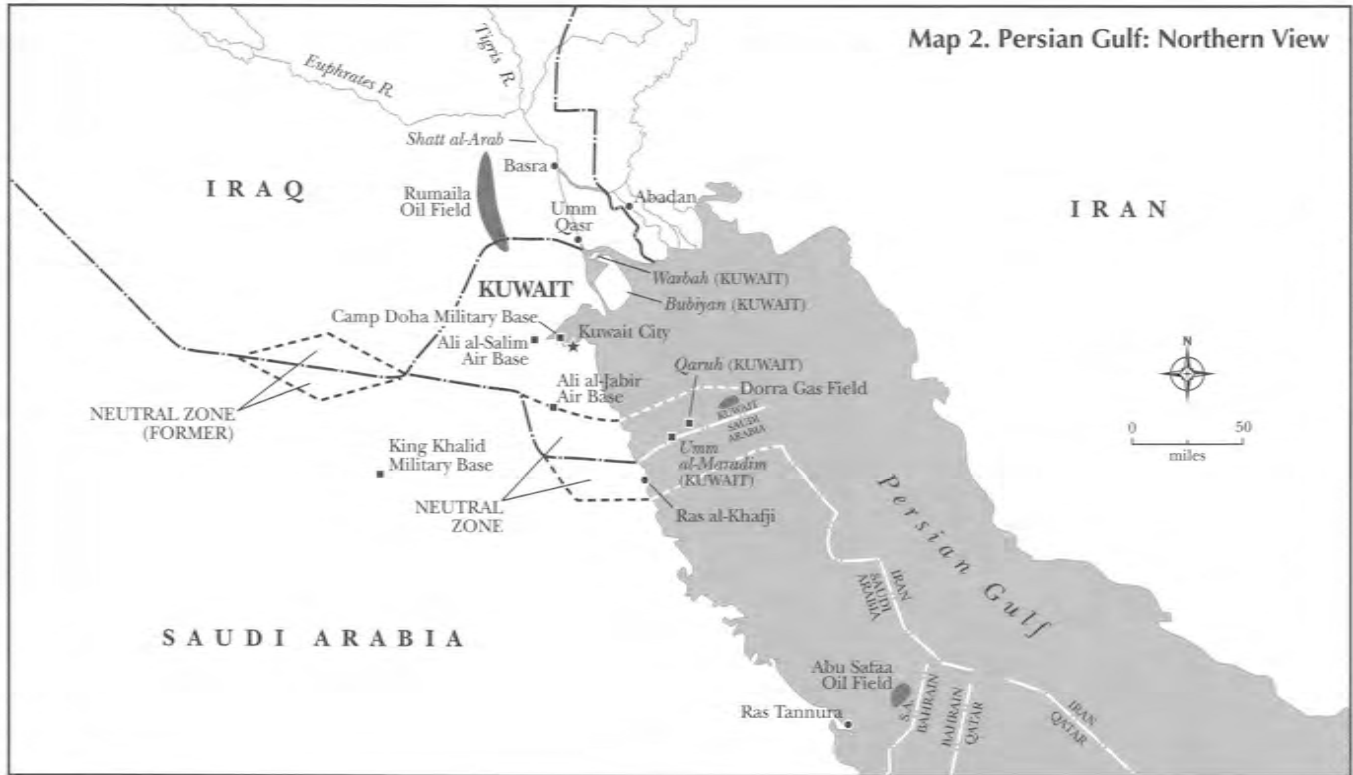 Map 2. Persian Gulf: Northern View
Tigris R.
Euphrates R.
Shatt al-Arab
Basra
IRAQ
Rumaila
Oil Field
Umm
Qasr
Abadan
IRAN
Warbah (KUWAIT)
KUWAIT
Bubiyan (KUWAIT)
Camp Doha Military Base
Kuwait City
Ali al-Salim
Air Base
Qaruh (KUWAIT)
Ali al-Jabir
Air Base
Dorra Gas Field
KUWAIT
SAUDI
ARABIA
NEUTRAL ZONE
(FORMER)
King Khalid
Military Base
Umm
al-Maradim
(KUWAIT)
NEUTRAL
ZONE
Ras al-Khafji
N
0 50
miles
Persian Gulf
IRAN
SAUDI
ARABIA
SAUDI ARABIA
Abu Safaa
Oil Field
Ras Tannura
S.A.
BAHRAIN
BAHRAIN
QATAR
IRAN
QATAR